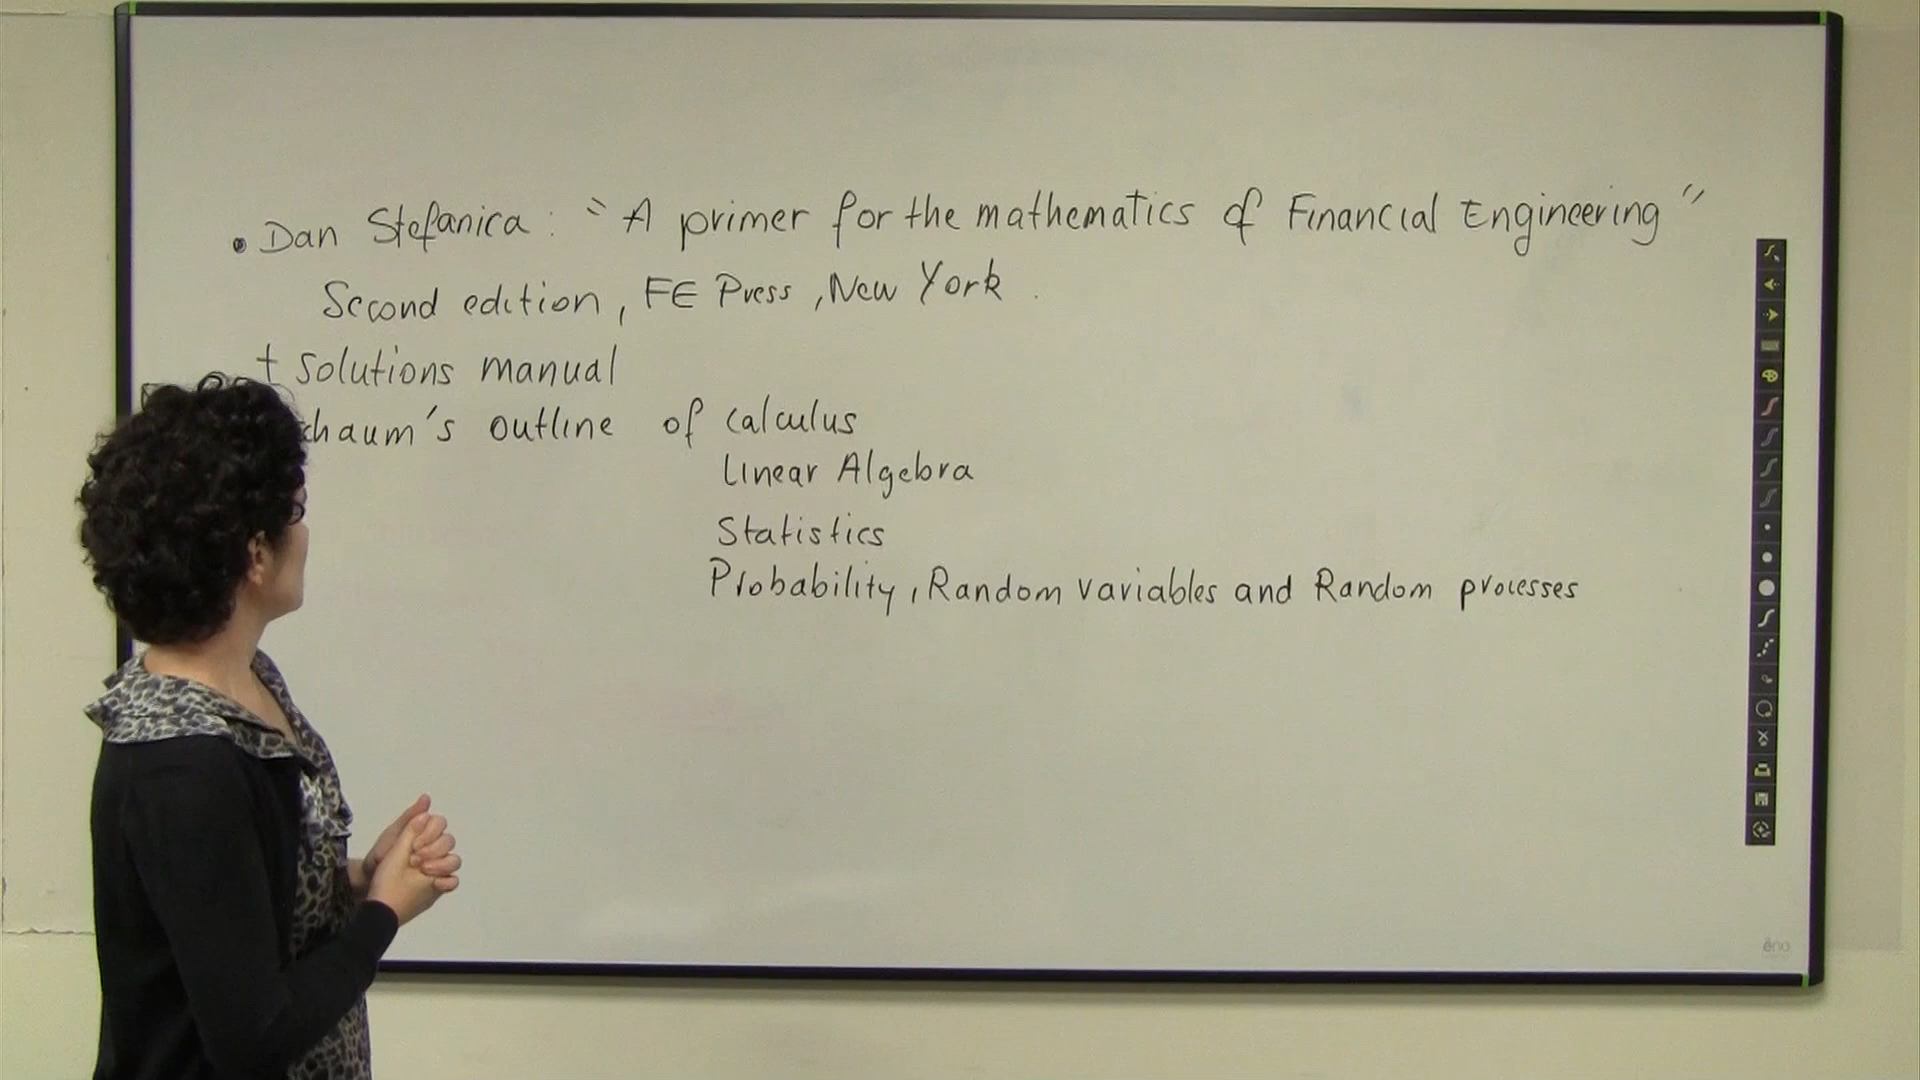 • Dan Stefanica : "A primer for the mathematics of Financial Engineering"
Second edition, FE Press, New York.
+ solutions manual
chaum's outline of calculus
Linear Algebra
Statistics
Probability, Random variables and Random processes
eno